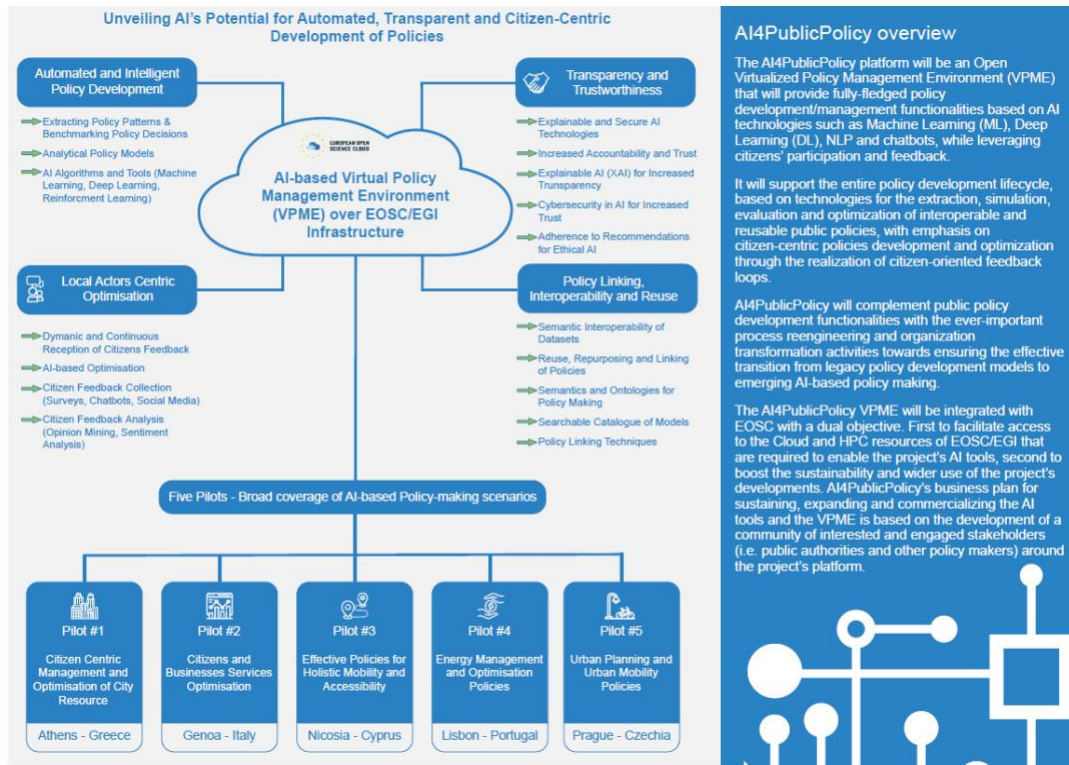 Unveiling AI's Potential for Automated, Transparent and Citizen-Centric
Development of Policies
Automated and Intelligent
Policy Development
Extracting Policy Patterns &
Benchmarking Policy Decisions
Analytical Policy Models
AI Algorithms and Tools (Machine
Learning, Deep Learning,
Reinforcment Learning)
EUROPEAN OPEN
SCIENCE CLOUD
AI-based Virtual Policy
Management Environment
(VPME) over EOSC/EGI
Infrastructure
Transparency and
Trustworthiness
Explainable and Secure AI
Technologies
Increased Accountability and Trust
Explainable AI (XAI) for Increased
Trunsparency
Cybersecurity in AI for Increased
Trust
Adherence to Recommendations
for Ethical AI
Local Actors Centric
Optimisation
Dymanic and Continuous
Reception of Citizens Feedback
AI-based Optimisation
Citizen Feedback Collection
(Surveys, Chatbots, Social Media)
Citizen Feedback Analysis
(Opinion Mining, Sentiment
Analysis)
Policy Linking,
Interoperability and Reuse
Semantic Interoperability of
Datasets
Reuse, Repurposing and Linking
of Policies
Semantics and Ontologies for
Policy Making
Searchable Catalogue of Models
Policy Linking Techniques
Five Pilots - Broad coverage of AI-based Policy-making scenarios
Pilot #1
Citizen Centric
Management and
Optimisation of City
Resource
Athens - Greece
Pilot #2
Citizens and
Businesses Services
Optimisation
Genoa - Italy
Pilot #3
Effective Policies for
Holistic Mobility and
Accessibility
Nicosia - Cyprus
Pilot #4
Energy Management
and Optimisation
Policies
Lisbon - Portugal
Pilot #5
Urban Planning and
Urban Mobility
Policies
Prague - Czechia
AI4PublicPolicy overview
The AI4PublicPolicy platform will be an Open
Virtualized Policy Management Environment (VPME)
that will provide fully-fledged policy
development/management functionalities based on AI
technologies such as Machine Learning (ML), Deep
Learning (DL), NLP and chatbots, while leveraging
citizens' participation and feedback.
It will support the entire policy development lifecycle,
based on technologies for the extraction, simulation,
evaluation and optimization of interoperable and
reusable public policies, with emphasis on
citizen-centric policies development and optimization
through the realization of citizen-oriented feedback
loops.
AI4PublicPolicy will complement public policy
development functionalities with the ever-important
process reengineering and organization
transformation activities towards ensuring the effective
transition from legacy policy development models to
emerging AI-based policy making.
The AI4PublicPolicy VPME will be integrated with
EOSC with a dual objective. First to facilitate access
to the Cloud and HPC resources of EOSC/EGI that
are required to enable the project's AI tools, second to
boost the sustainability and wider use of the project's
developments. AI4PublicPolicy's business plan for
sustaining, expanding and commercializing the AI
tools and the VPME is based on the development of a
community of interested and engaged stakeholders
(i.e. public authorities and other policy makers) around
the project's platform.